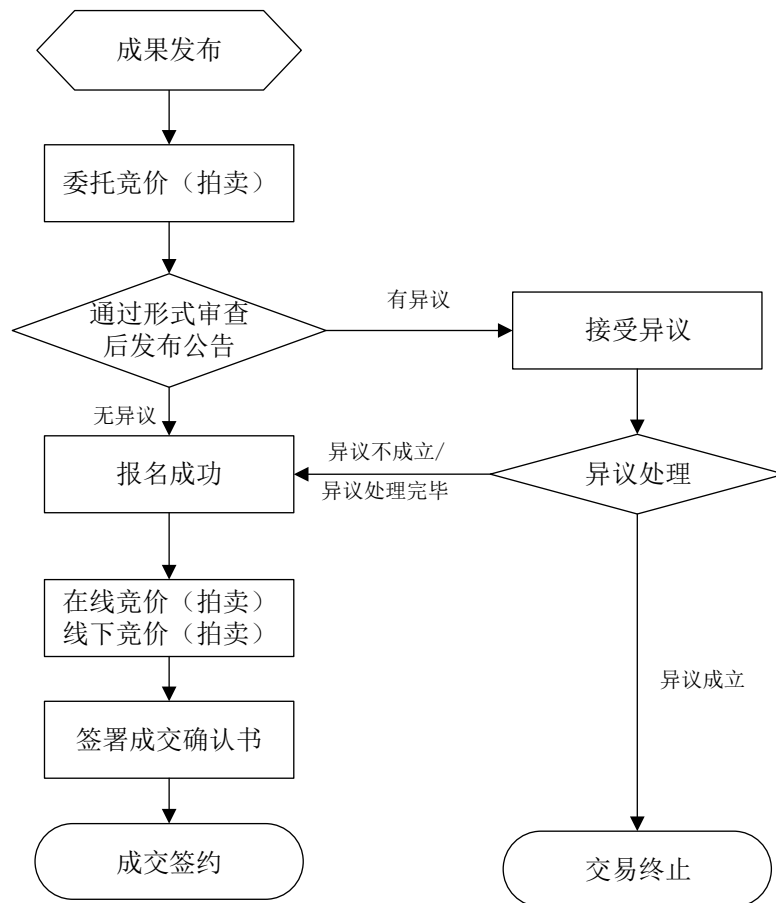 成果发布
委托竞价（拍卖）
通过形式审查
后发布公告
有异议
接受异议
无异议
报名成功
异议不成立/
异议处理完毕
异议处理
在线竞价（拍卖）
线下竞价（拍卖）
异议成立
签署成交确认书
成交签约
交易终止